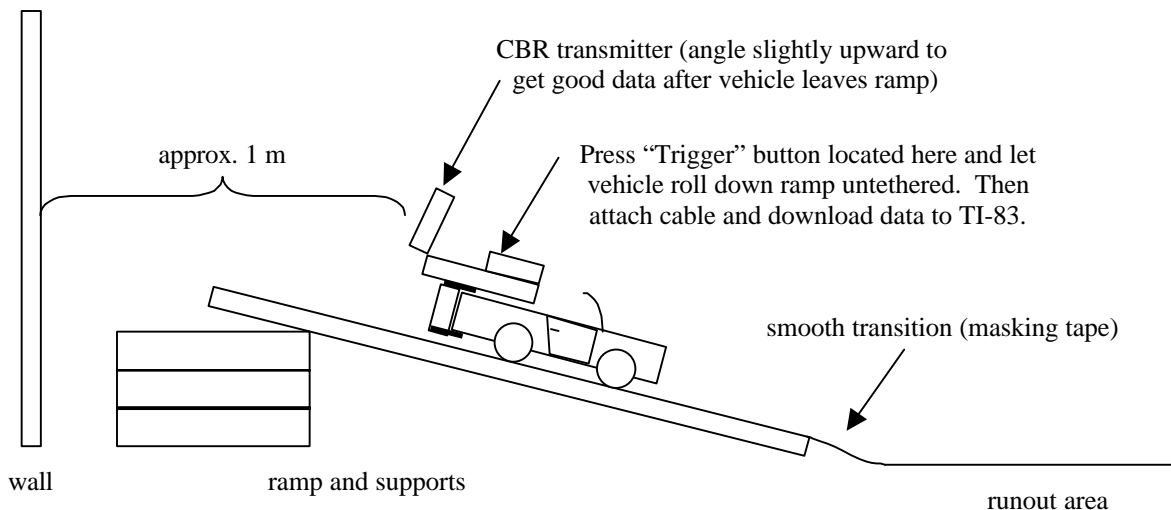 CBR transmitter (angle slightly upward to
get good data after vehicle leaves ramp)
approx. 1 m
Press “Trigger” button located here and let
vehicle roll down ramp untethered.  Then
attach cable and download data to TI-83.
smooth transition (masking tape)
wall
ramp and supports
runout area